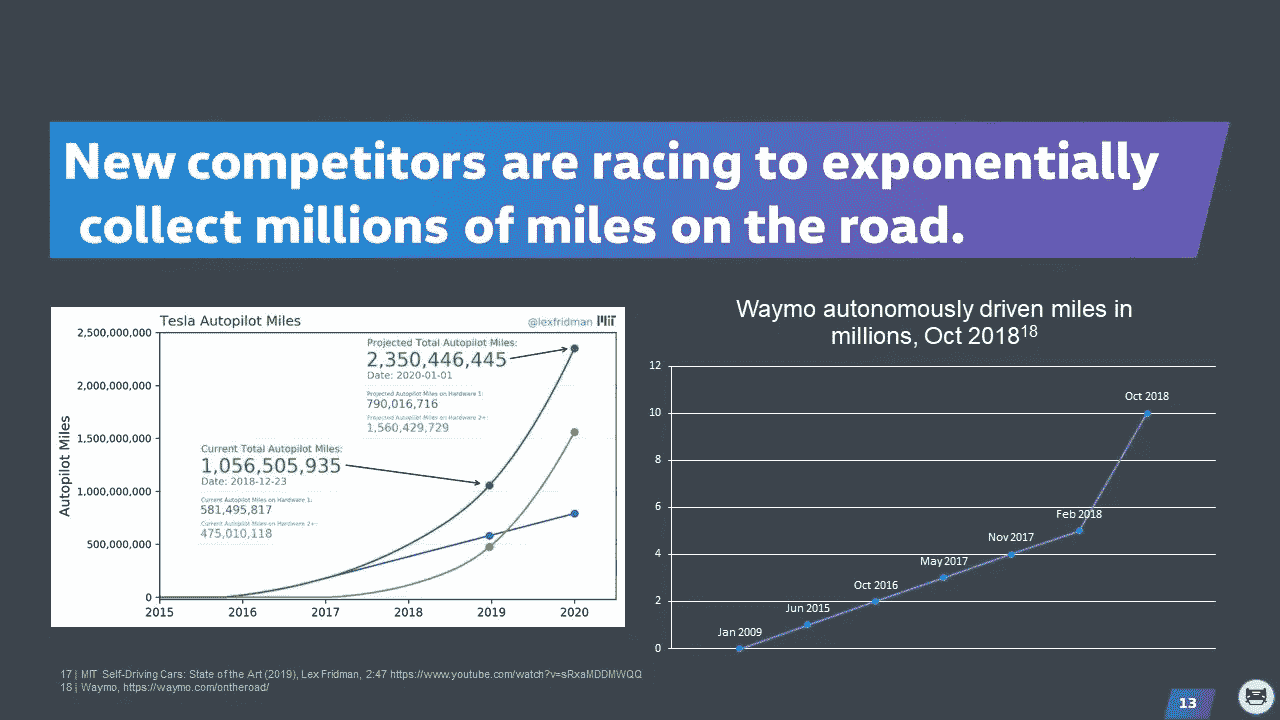 New competitors are racing to exponentially
collect millions of miles on the road.
Tesla Autopilot Miles
@lexfridman MIT
Autopilot Miles
2,500,000,000
2,000,000,000
1,500,000,000
1,000,000,000
500,000,000
0
2015 2016 2017 2018 2019 2020
Projected Total Autopilot Miles:
2,350,446,445
Date: 2020-01-01
Projected Autopilot Miles on Hardware 1:
790,016,716
Projected Autopilot Miles on Hardware 2+:
1,560,429,729
Current Total Autopilot Miles:
1,056,505,935
Date: 2018-12-23
Current Autopilot Miles on Hardware 1:
581,495,817
Current Autopilot Miles on Hardware 2+:
475,010,118
Waymo autonomously driven miles in
millions, Oct 2018¹⁸
12
10
8
6
4
2
0
Jan 2009
Jun 2015
Oct 2016
May 2017
Nov 2017
Feb 2018
Oct 2018
17 | MIT Self-Driving Cars: State of the Art (2019), Lex Fridman, 2:47 https://www.youtube.com/watch?v=sRxaMDDMWQQ
18 | Waymo, https://waymo.com/ontheroad/
13